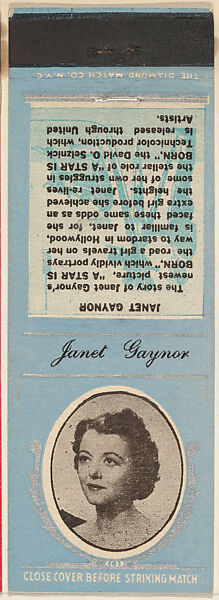 THE DIAMOND MATCH CO. N.Y.C.
JANET GAYNOR
The story of Janet Gaynor's
newest picture, "A STAR IS
BORN," which vividly portrays
the road a girl travels on her
way to stardom in Hollywood,
is familiar to Janet, for she
faced these same odds as an
extra girl before she achieved
the heights. Janet re-lives
some of her own struggles in
the stellar role of "A STAR IS
BORN," the David O. Selznick
Technicolor production, which
is released through United
Artists.
Janet Gaynor
CLOSE COVER BEFORE STRIKING MATCH